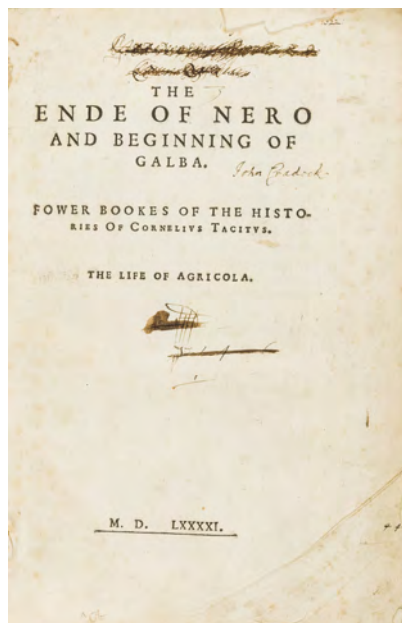 THE
ENDE OF NERO
AND BEGINNING OF
GALBA.
John Cradock
FOWER BOOKES OF THE HISTO-
RIES OF CORNELIVS TACITVS.
THE LIFE OF AGRICOLA.
M. D. LXXXXI.